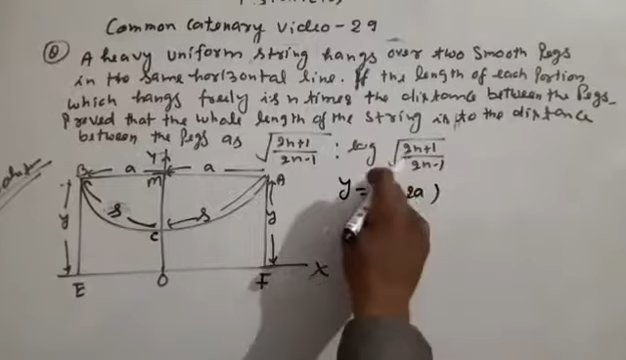 Common Catenary Video-29
Q A heavy uniform string hangs over two smooth Pegs
in the same horizontal line. If the length of each Portion
which hangs freely is n times the distance between the Pegs.
Proved that the whole length of the string is to the distance
between the Pegs as √(2n+1)/(2n-1) : log √(2n+1)/(2n-1)
B a Y M a A
y s s y
C
E O F X
y= 2a)